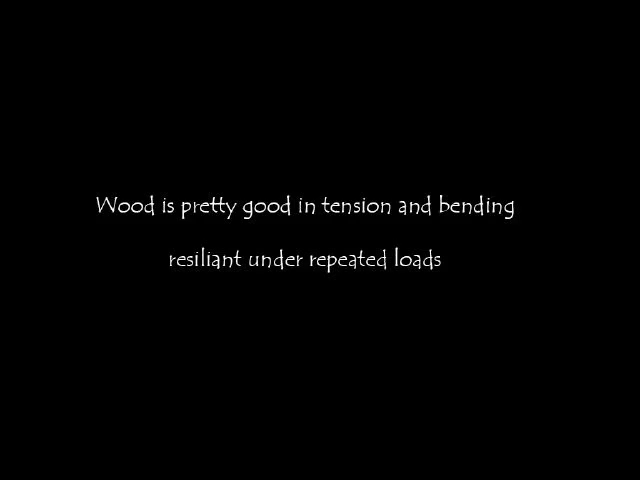 Wood is pretty good in tension and bending
resiliant under repeated loads